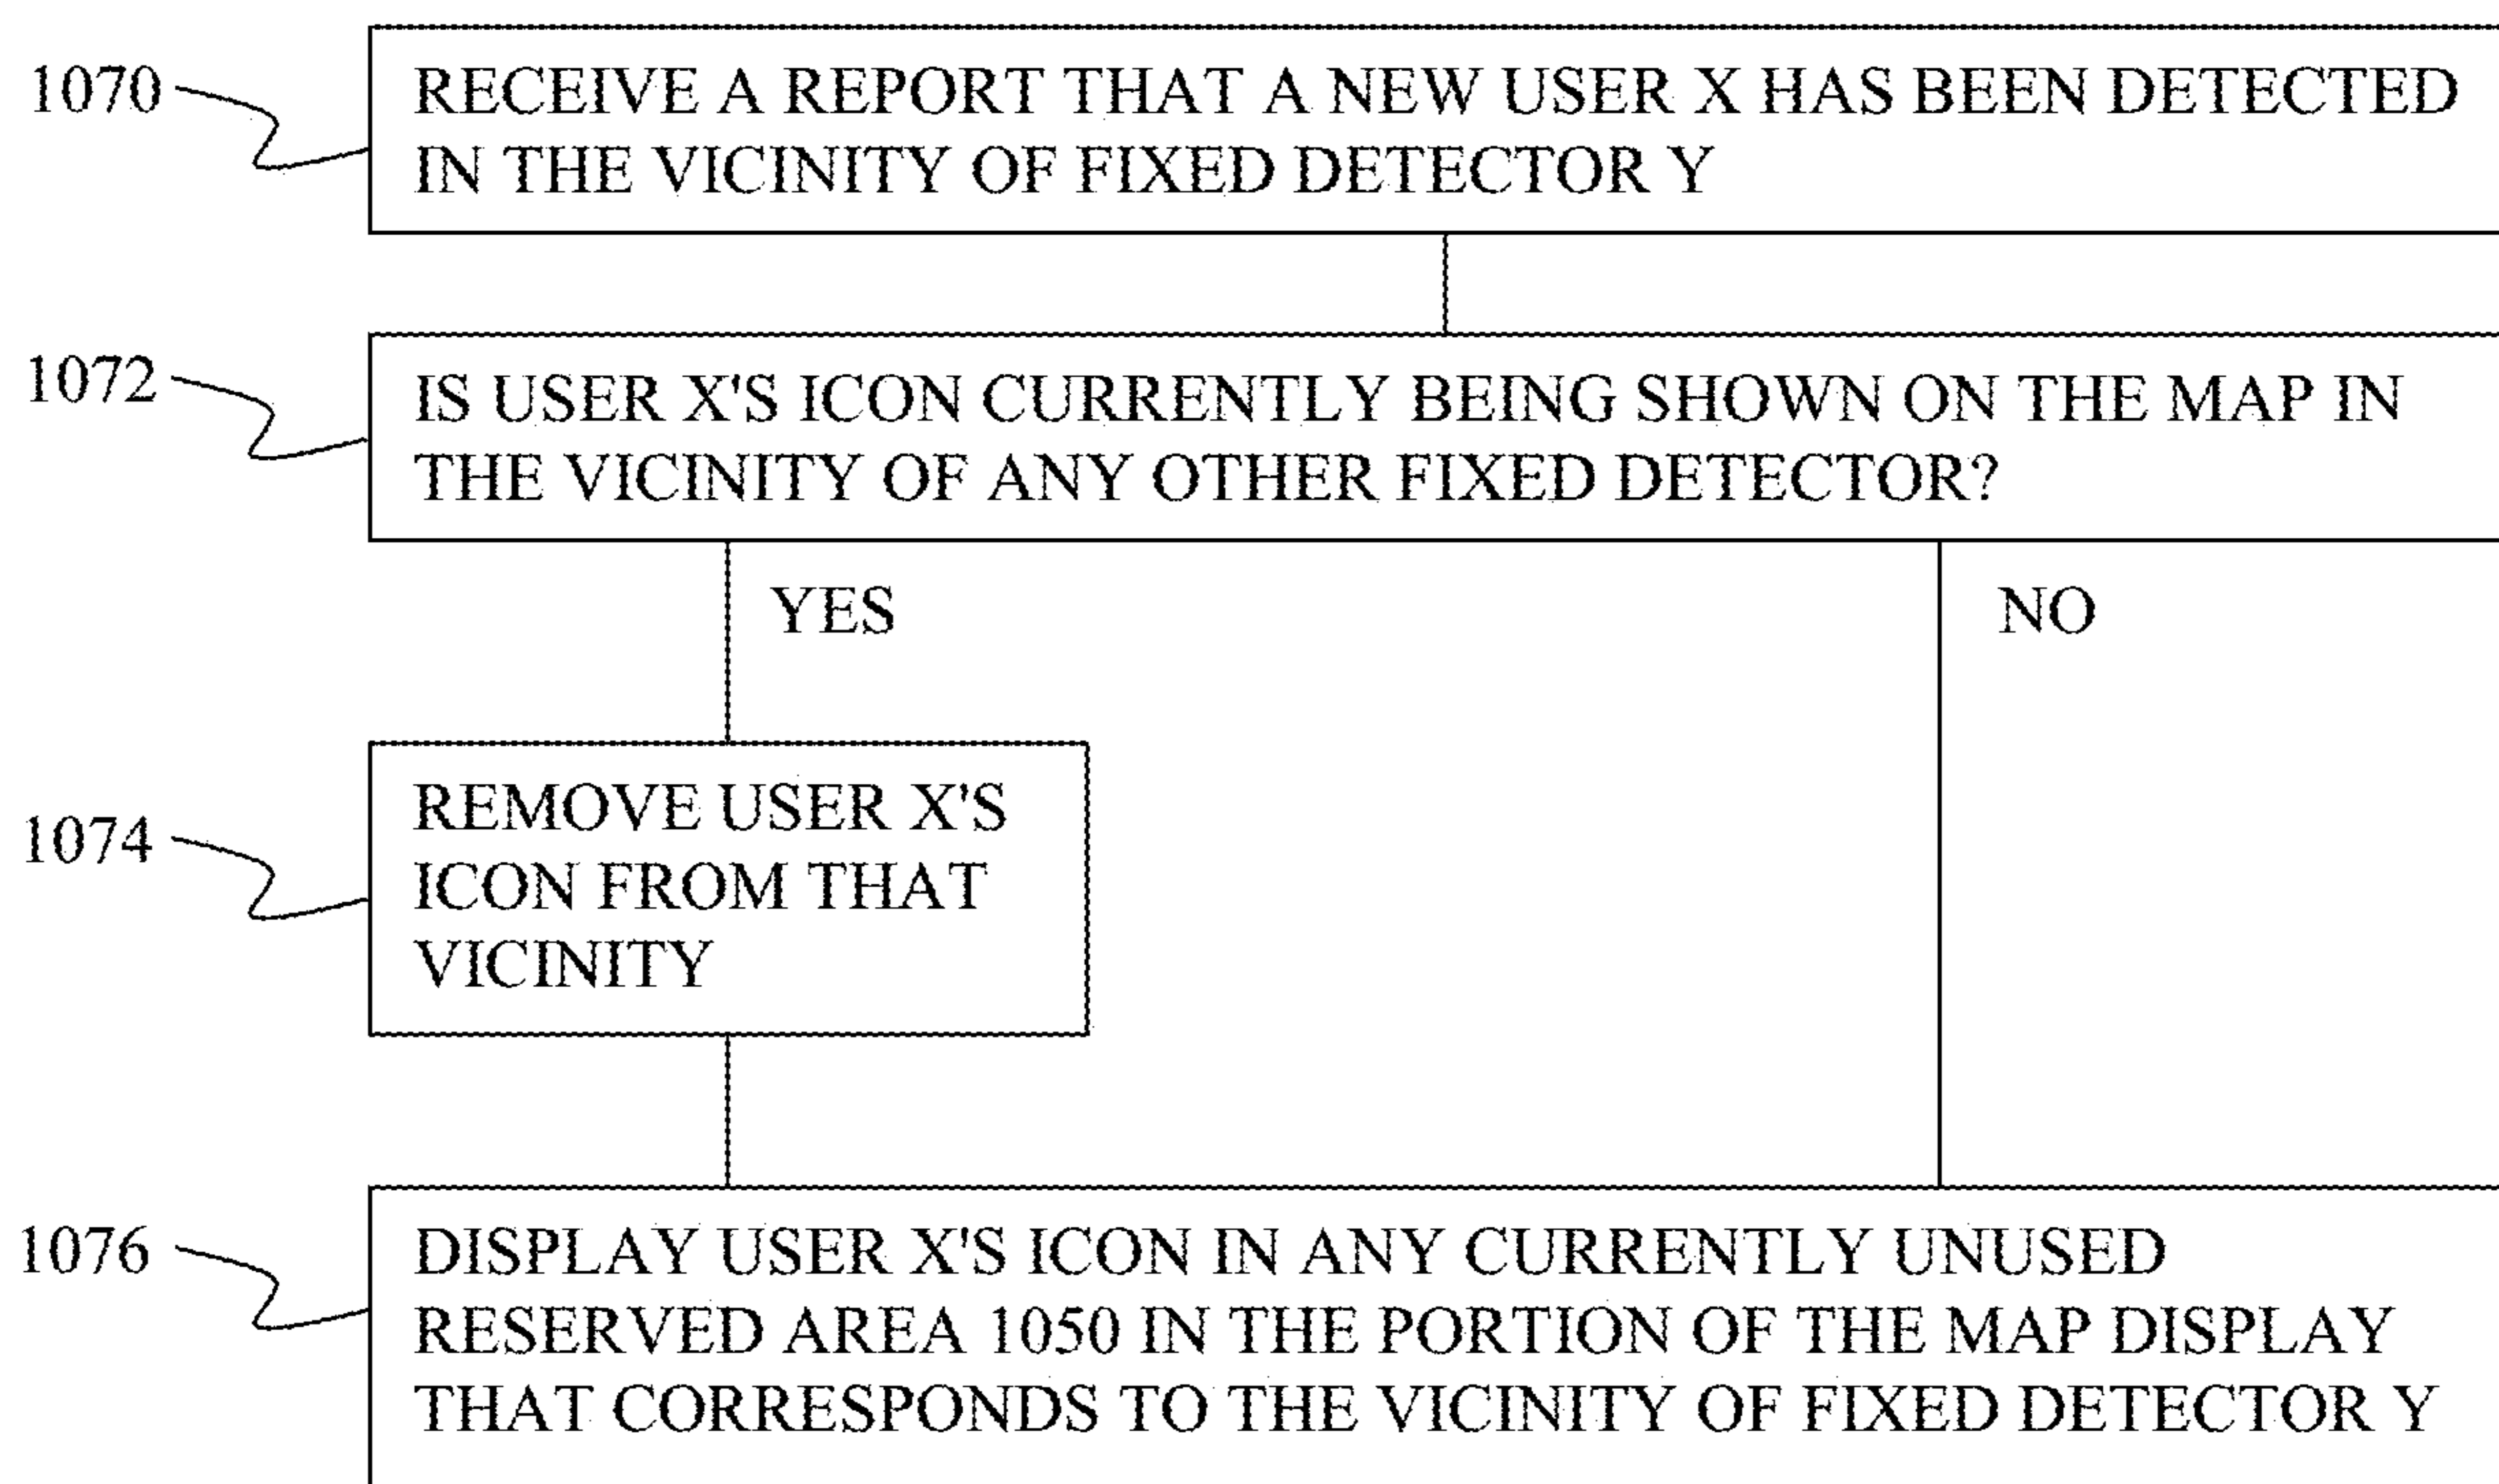 1070
RECEIVE A REPORT THAT A NEW USER X HAS BEEN DETECTED
IN THE VICINITY OF FIXED DETECTOR Y
1072
IS USER X'S ICON CURRENTLY BEING SHOWN ON THE MAP IN
THE VICINITY OF ANY OTHER FIXED DETECTOR?
YES
NO
1074
REMOVE USER X'S
ICON FROM THAT
VICINITY
1076
DISPLAY USER X'S ICON IN ANY CURRENTLY UNUSED
RESERVED AREA 1050 IN THE PORTION OF THE MAP DISPLAY
THAT CORRESPONDS TO THE VICINITY OF FIXED DETECTOR Y